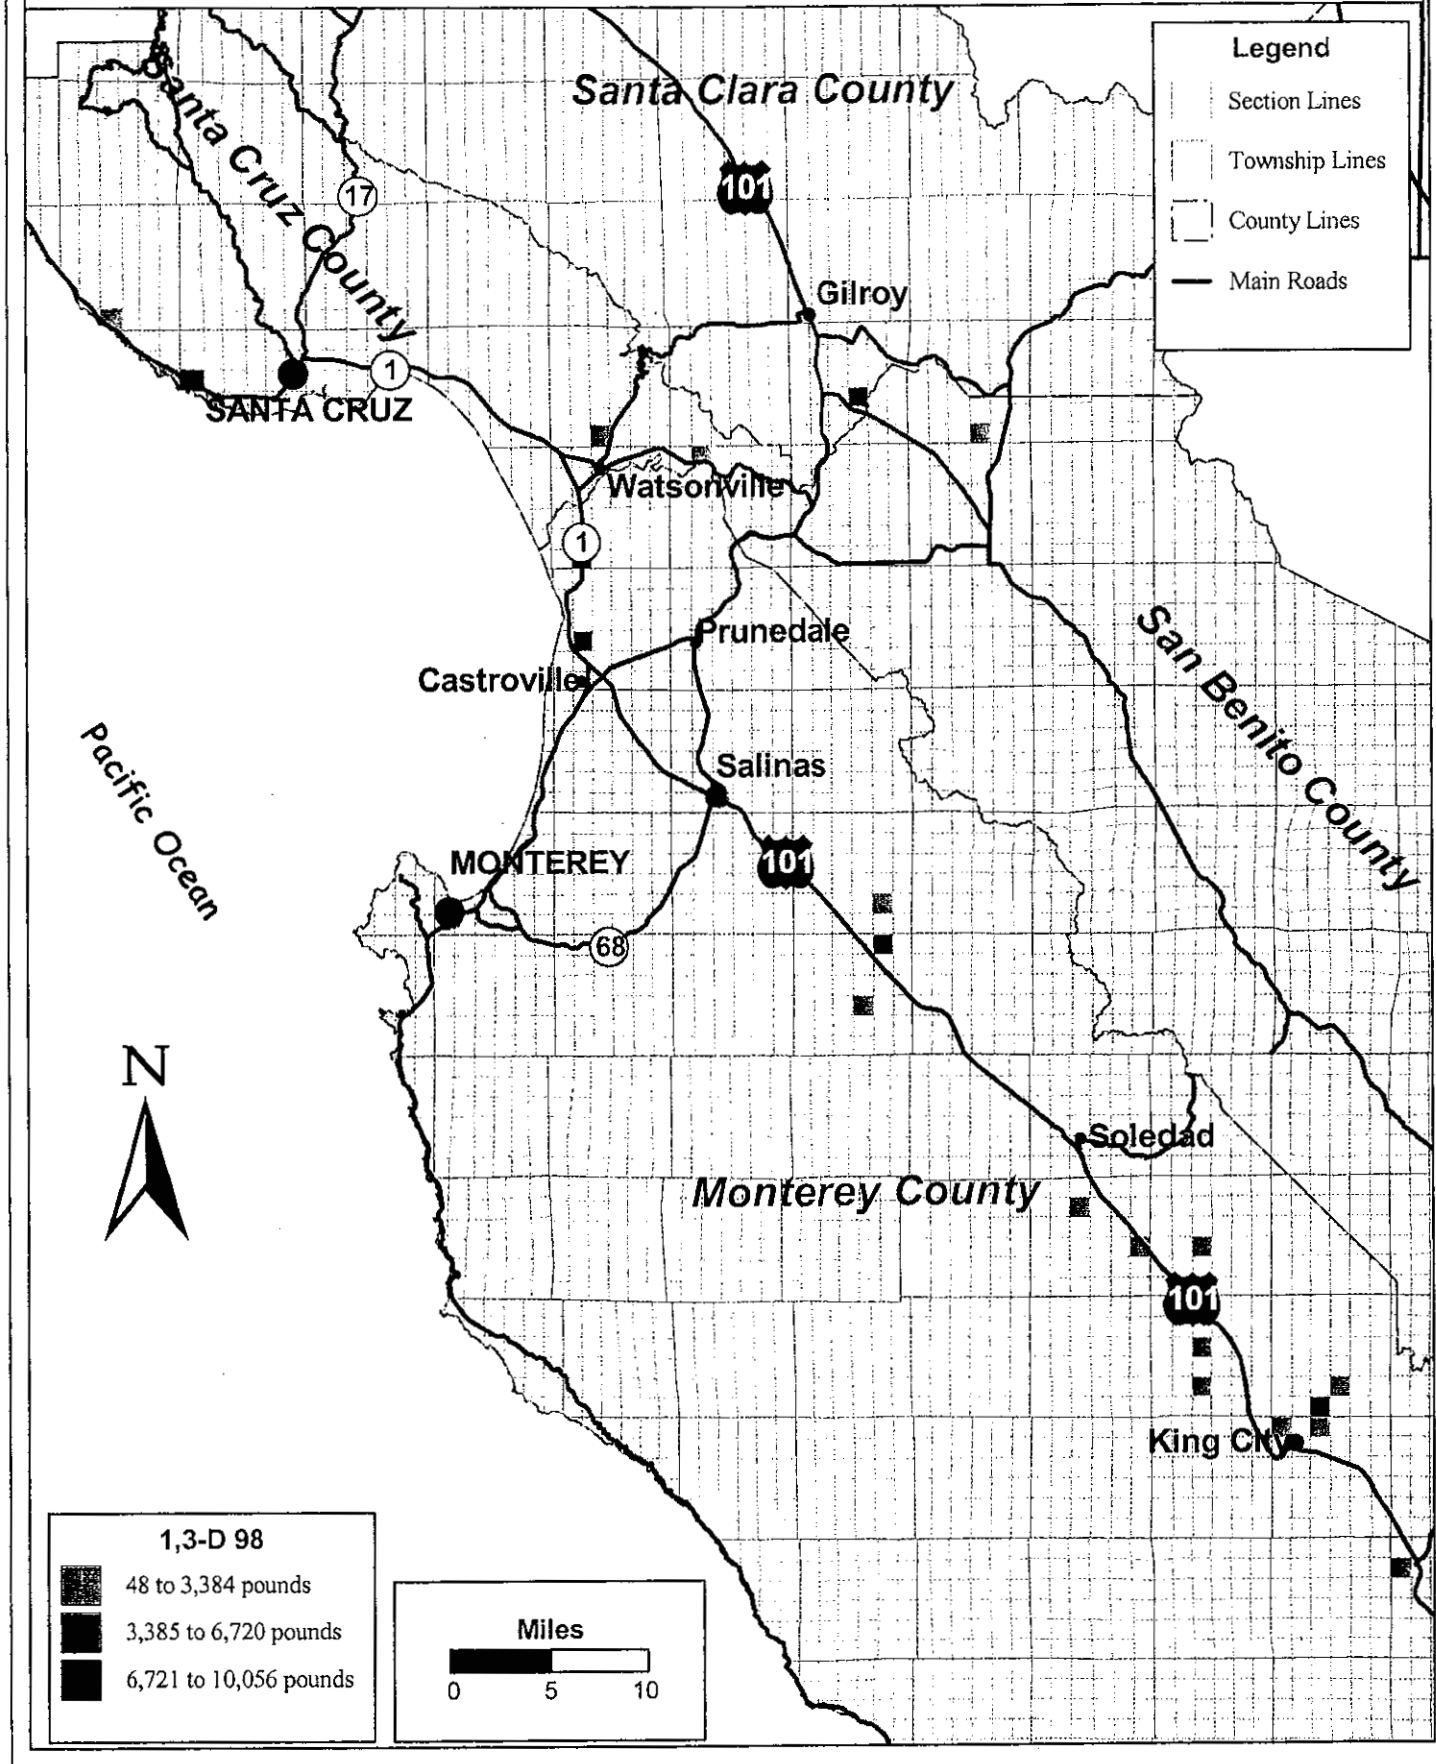 Legend
Section Lines
Township Lines
County Lines
Main Roads
Santa Clara County
Santa Cruz County
101
17
Gilroy
1
SANTA CRUZ
Watsonville
1
Prunedale
Castroville
San Benito County
Pacific Ocean
Salinas
101
MONTEREY
68
N
Soledad
Monterey County
101
King City
1,3-D 98
48 to 3,384 pounds
3,385 to 6,720 pounds
6,721 to 10,056 pounds
Miles
0 5 10